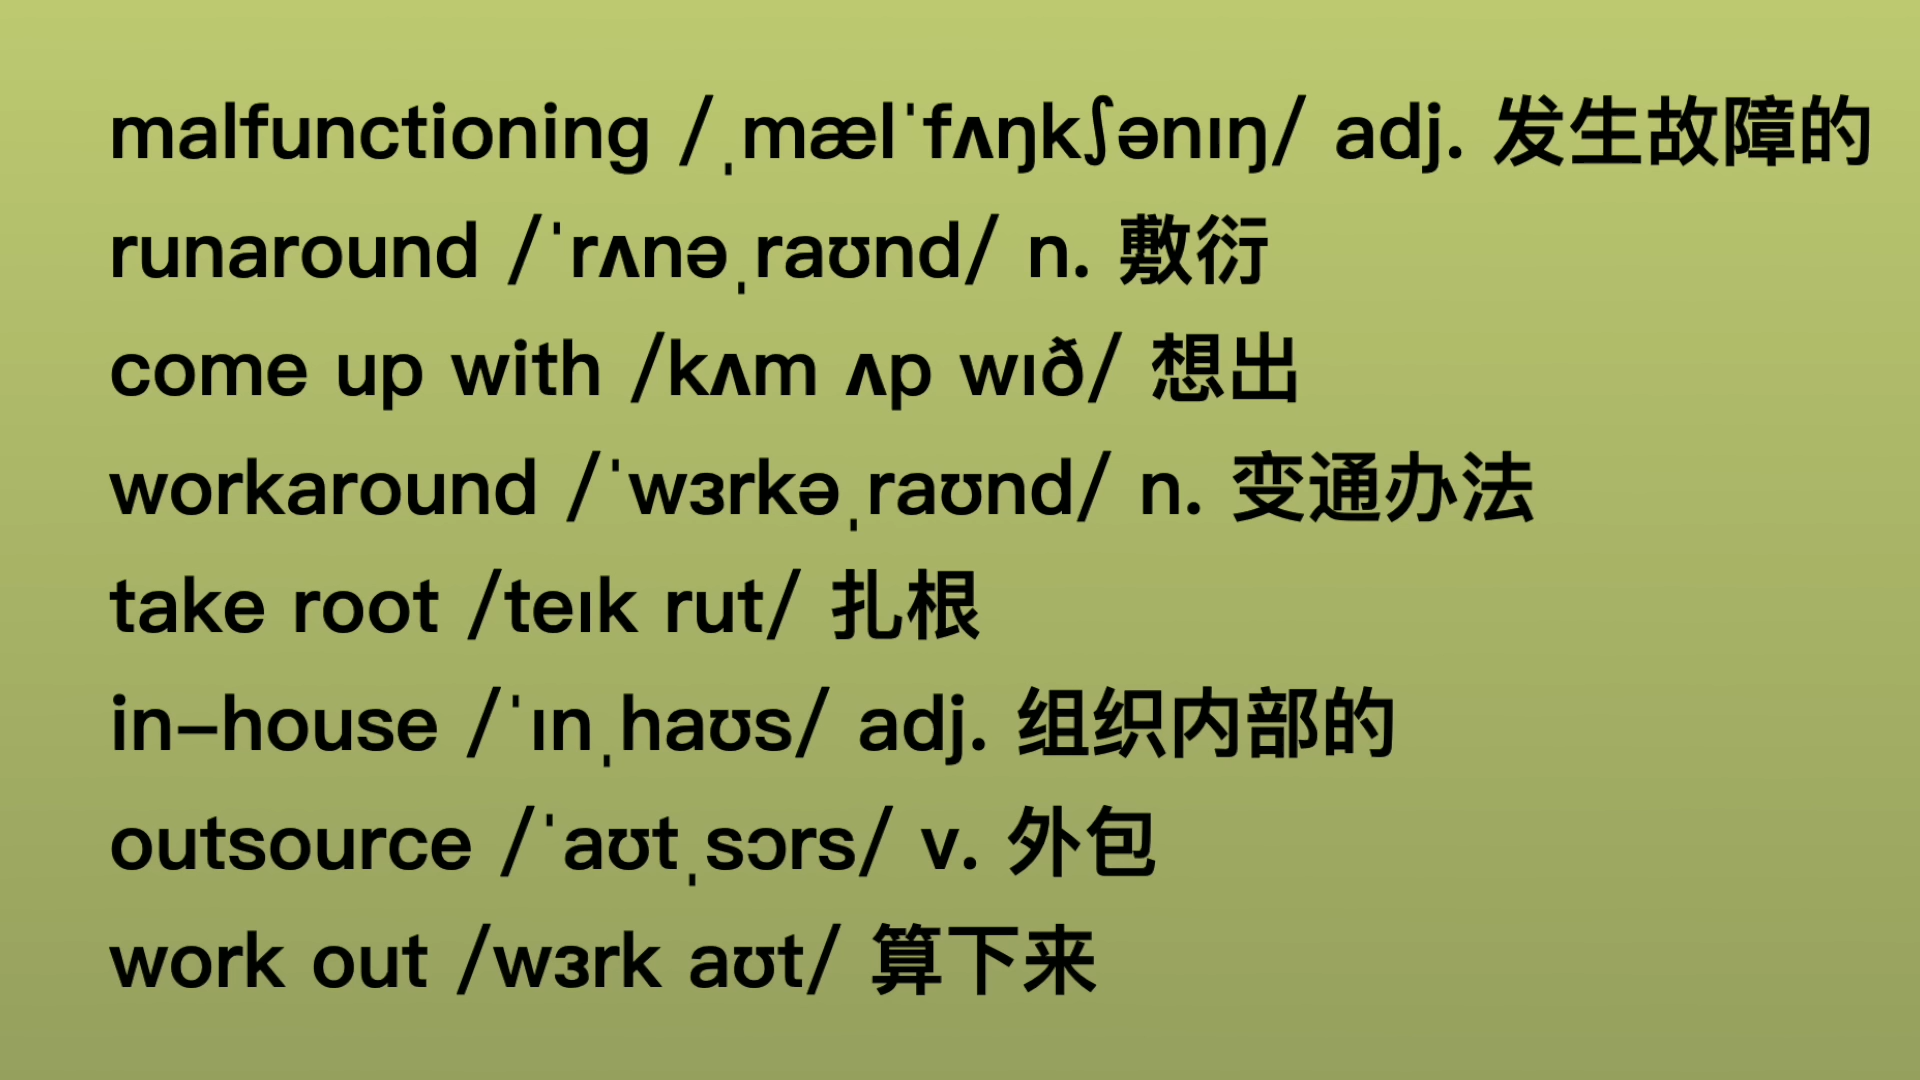 malfunctioning /ˌmælˈfʌŋkʃənɪŋ/ adj. 发生故障的
runaround /ˈrʌnəˌraʊnd/ n. 敷衍
come up with /kʌm ʌp wɪð/ 想出
workaround /ˈwɜrkəˌraʊnd/ n. 变通办法
take root /teɪk rut/ 扎根
in-house /ˈɪnˌhaʊs/ adj. 组织内部的
outsource /ˈaʊtˌsɔrs/ v. 外包
work out /wɜrk aʊt/ 算下来